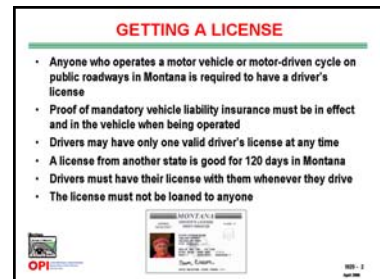 GETTING A LICENSE
• Anyone who operates a motor vehicle or motor-driven cycle on
public roadways in Montana is required to have a driver's
license
• Proof of mandatory vehicle liability insurance must be in effect
and in the vehicle when being operated
• Drivers may have only one valid driver's license at any time
• A license from another state is good for 120 days in Montana
• Drivers must have their license with them whenever they drive
• The license must not be loaned to anyone
MONTANA
OPI